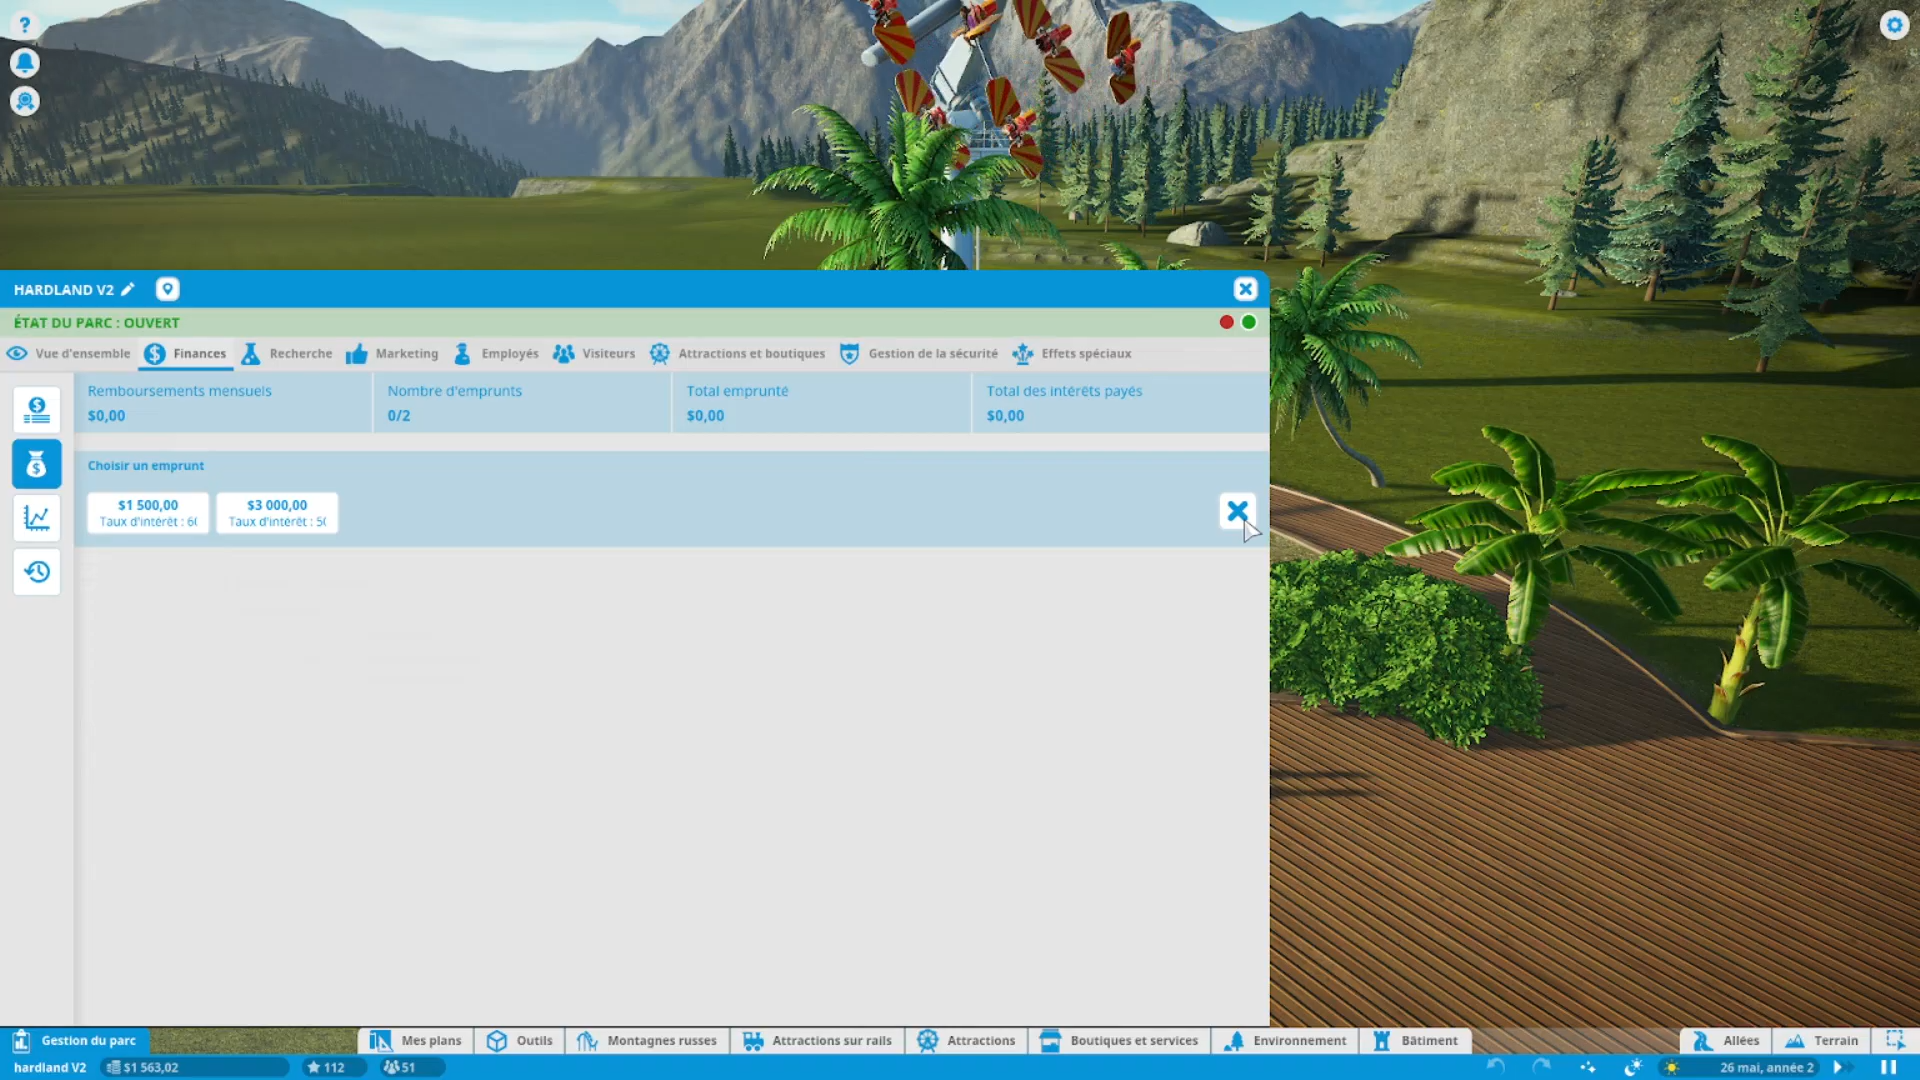 ?
HARDLAND V2
ÉTAT DU PARC : OUVERT
Vue d'ensemble
Finances
Recherche
Marketing
Employés
Visiteurs
Attractions et boutiques
Gestion de la sécurité
Effets spéciaux
Remboursements mensuels
$0,00
Nombre d'emprunts
0/2
Total emprunté
$0,00
Total des intérêts payés
$0,00
Choisir un emprunt
$1 500,00
Taux d'intérêt : 6
$3 000,00
Taux d'intérêt : 5
Gestion du parc
Mes plans
Outils
Montagnes russes
Attractions sur rails
Attractions
Boutiques et services
Environnement
Bâtiment
Allées
Terrain
hardland V2
$1 563,02
112
51
26 mai, année 2